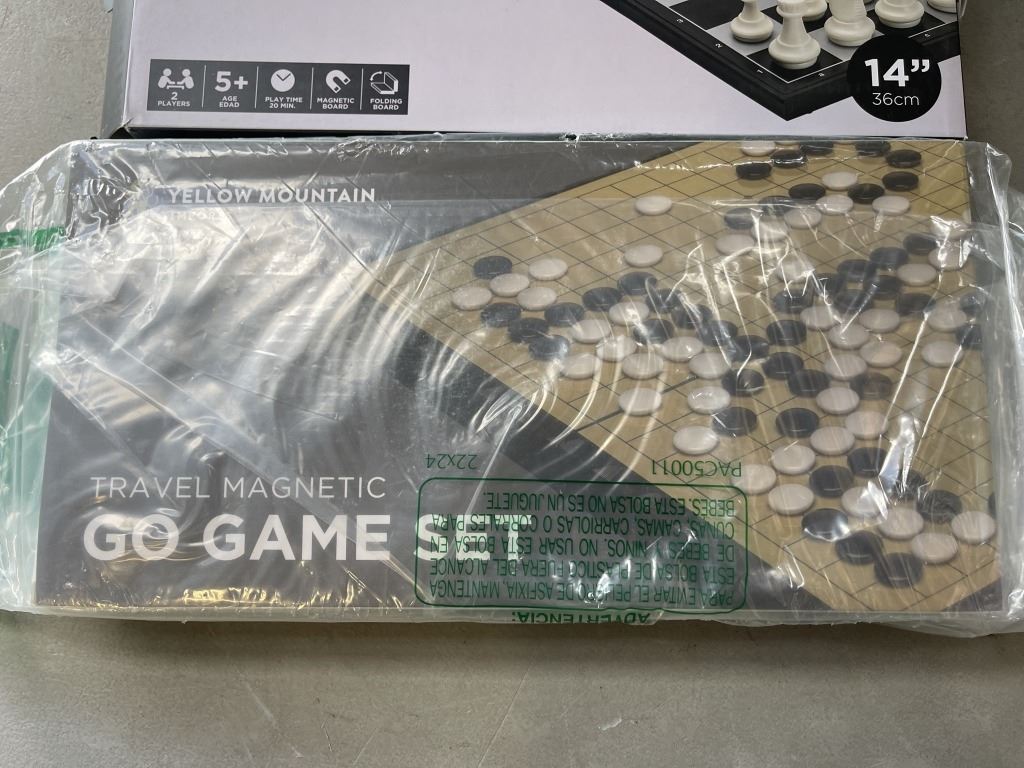 2
PLAYERS
5+
AGE
EDAD
PLAY TIME
20 MIN.
MAGNETIC
BOARD
FOLDING
BOARD
14”
36cm
YELLOW MOUNTAIN
IMPORTS
TRAVEL MAGNETIC
GO GAME S
ADVERTENCIA:
PARA EVITAR EL PELIGRO DE ASFIXIA, MANTENGA
ESTA BOLSA DE PLASTICO FUERA DEL ALCANCE
DE BEBES Y NINOS. NO USAR ESTA BOLSA EN
CUNAS, CAMAS, CARRIOLAS O CORRALES PARA
BEBES. ESTA BOLSA NO ES UN JUGUETE.
PAC50011
22x24